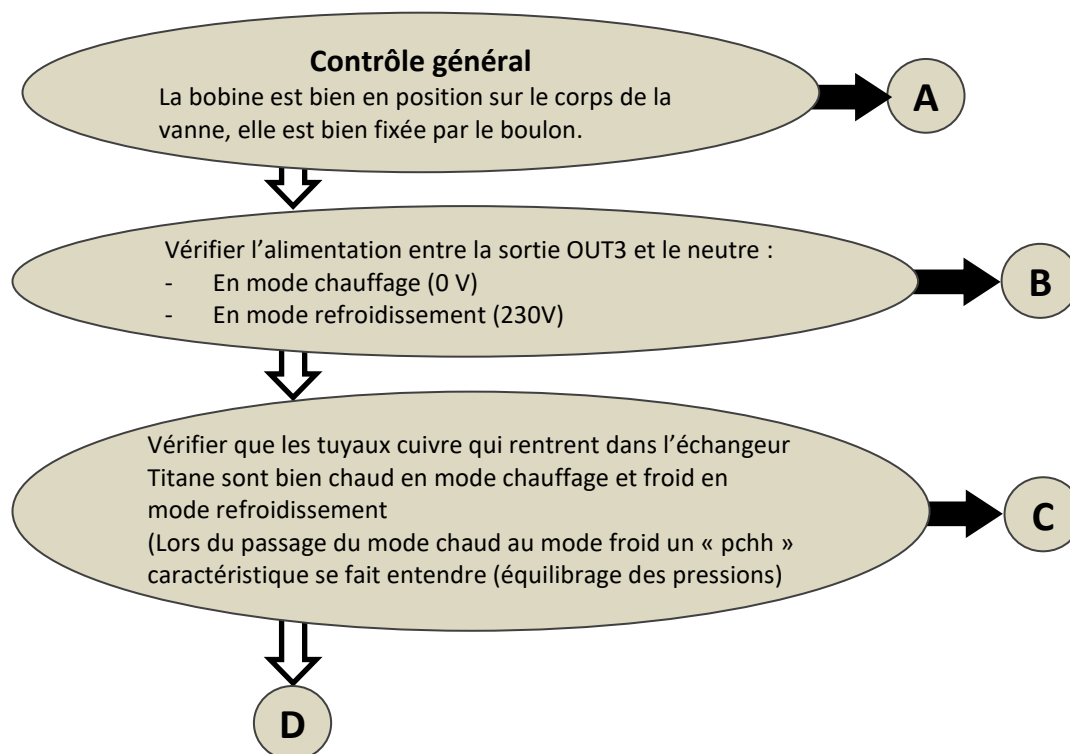 Contrôle général
La bobine est bien en position sur le corps de la
vanne, elle est bien fixée par le boulon.
A
Vérifier l’alimentation entre la sortie OUT3 et le neutre :
- En mode chauffage (0 V)
- En mode refroidissement (230V)
B
Vérifier que les tuyaux cuivre qui rentrent dans l’échangeur
Titane sont bien chaud en mode chauffage et froid en
mode refroidissement
(Lors du passage du mode chaud au mode froid un « pchh »
caractéristique se fait entendre (équilibrage des pressions)
C
D